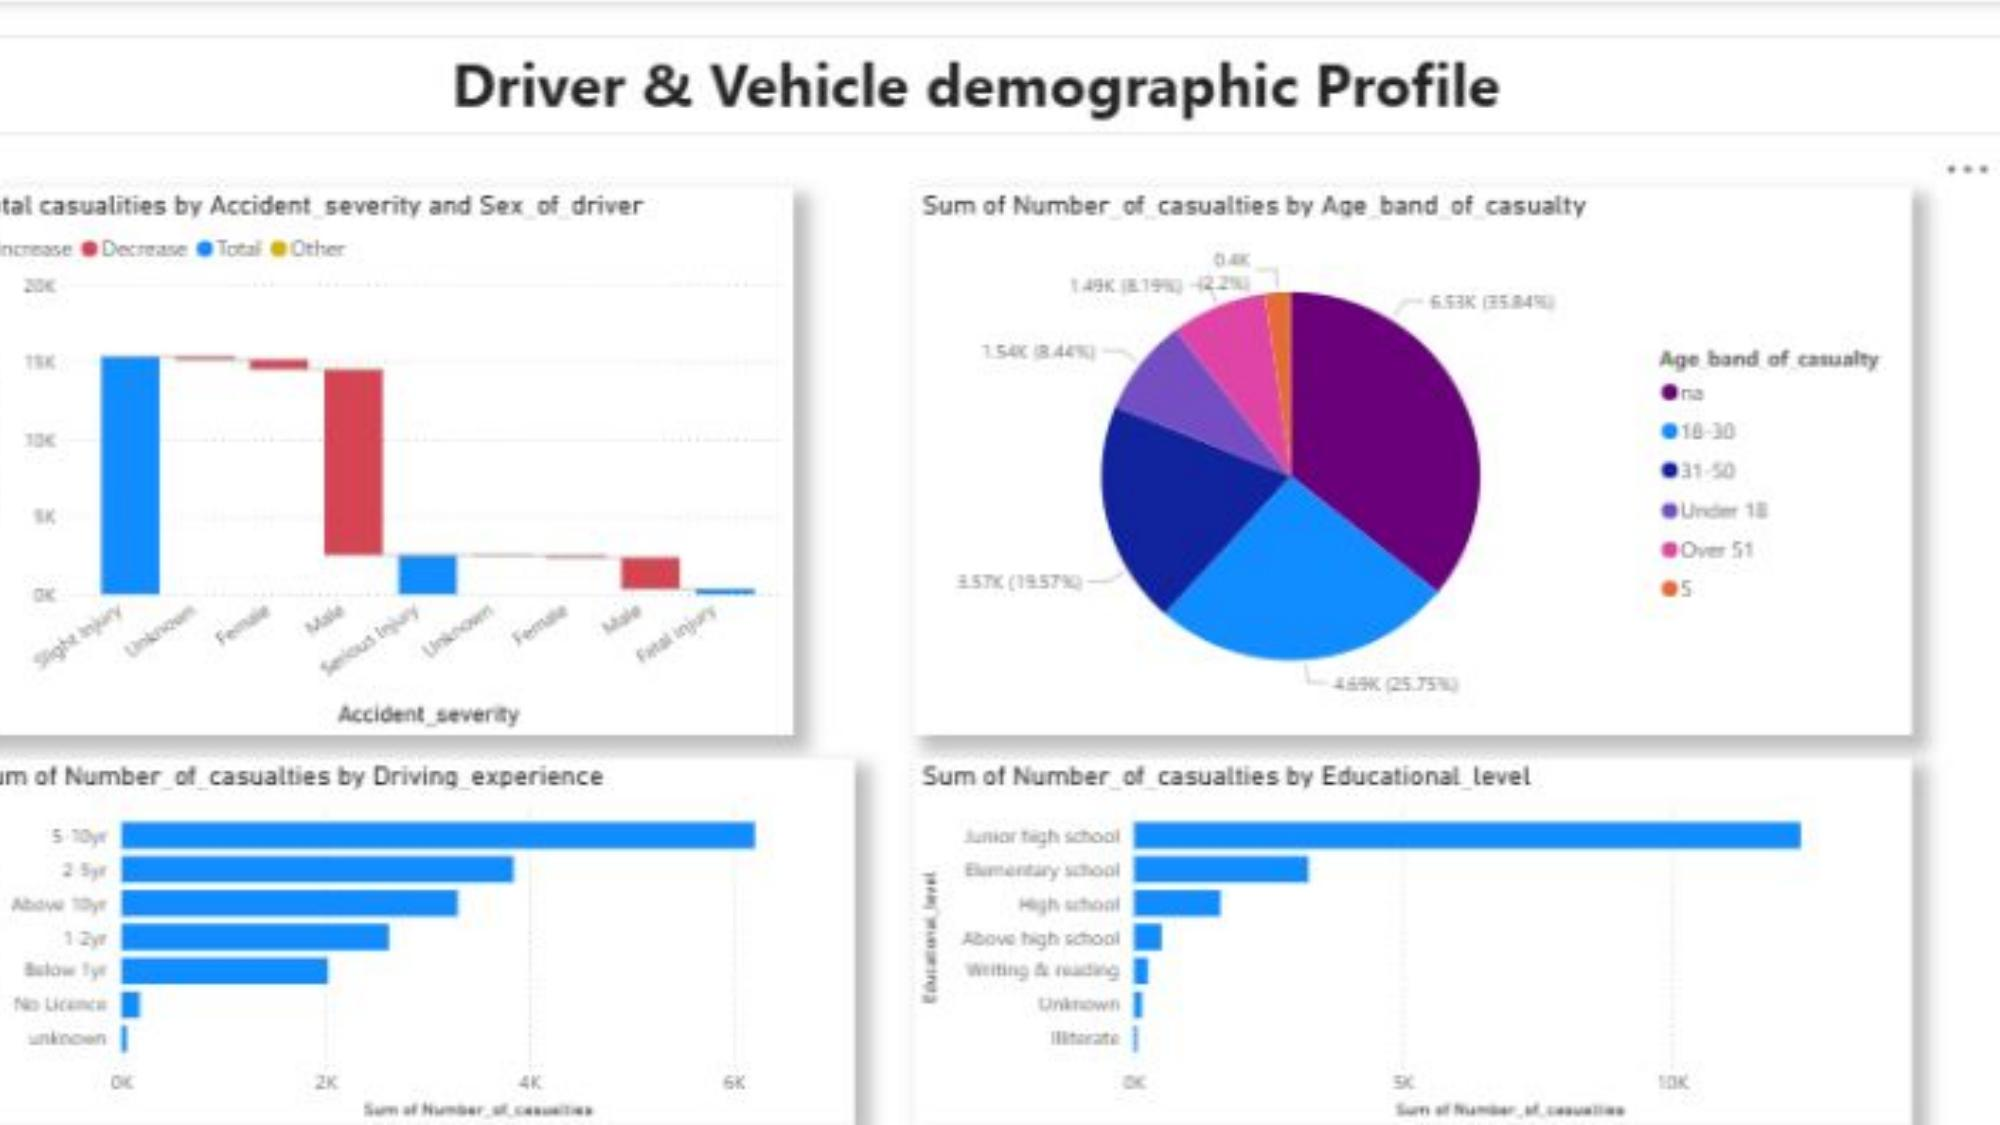 Driver & Vehicle demographic Profile
tal casualities by Accident_severity and Sex_of_driver
ncrease Decrease Total Other
20K
15K
10K
5K
0K
Slight Injury
Unknown
Female
Male
Serious Injury
Unknown
Female
Male
Fatal injury
Accident_severity
Sum of Number_of_casualties by Age_band_of_casualty
0.4K
(2.2%)
1.49K (8.19%)
6.53K (35.84%)
1.54K (8.44%)
3.57K (19.57%)
4.69K (25.75%)
Age_band_of_casualty
na
18-30
31-50
Under 18
Over 51
5
um of Number_of_casualties by Driving_experience
5-10yr
2-5yr
Above 10yr
1-2yr
Below 1yr
No Licence
unknown
0K
2K
4K
6K
Sum of Number_of_casualties
Sum of Number_of_casualties by Educational_level
Educational_level
Junior high school
Elementary school
High school
Above high school
Writing & reading
Unknown
Illiterate
0K
5K
10K
Sum of Number_of_casualties